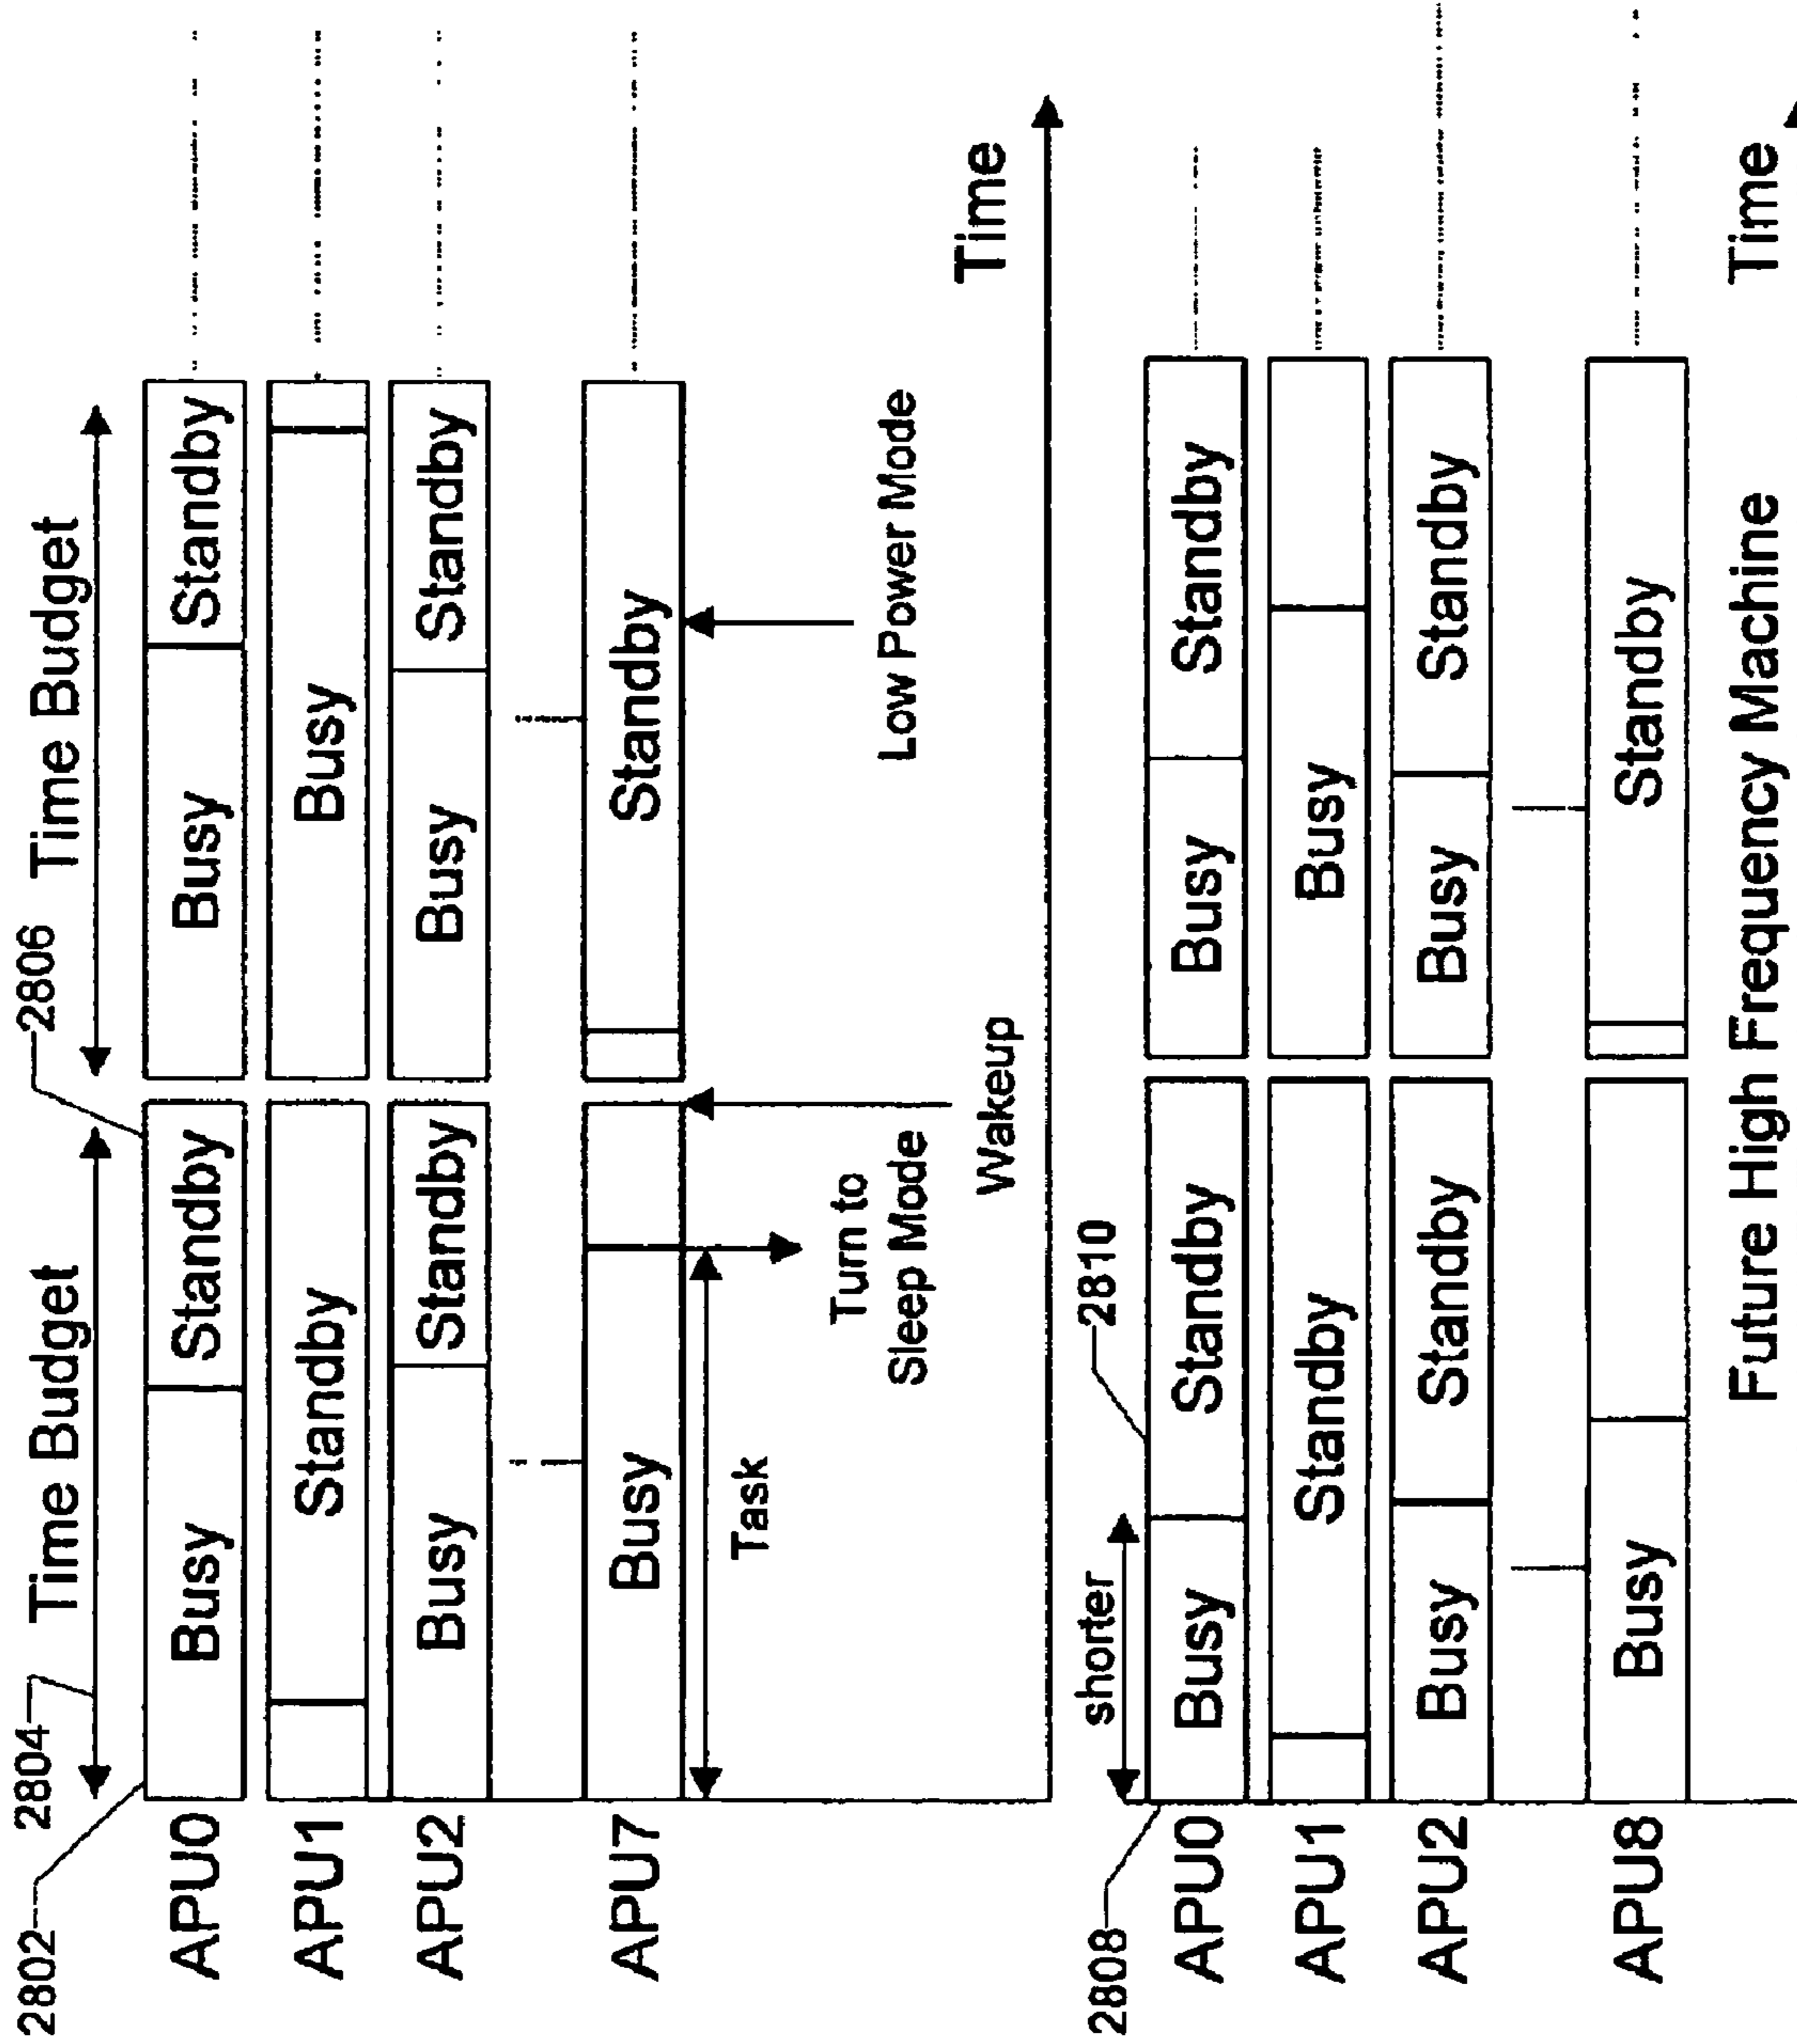 2802
2804
2806
Time Budget
Time Budget
APU0
Busy
Standby
Busy
Standby
APU1
Standby
Busy
APU2
Busy
Standby
Busy
Standby
APU7
Busy
Standby
Task
Turn to
Sleep Mode
Low Power Mode
Wakeup
Time
2808
shorter
2810
APU0
Busy
Standby
Busy
Standby
APU1
Standby
Busy
APU2
Busy
Standby
Busy
Standby
APU8
Busy
Standby
Future High Frequency Machine
Time